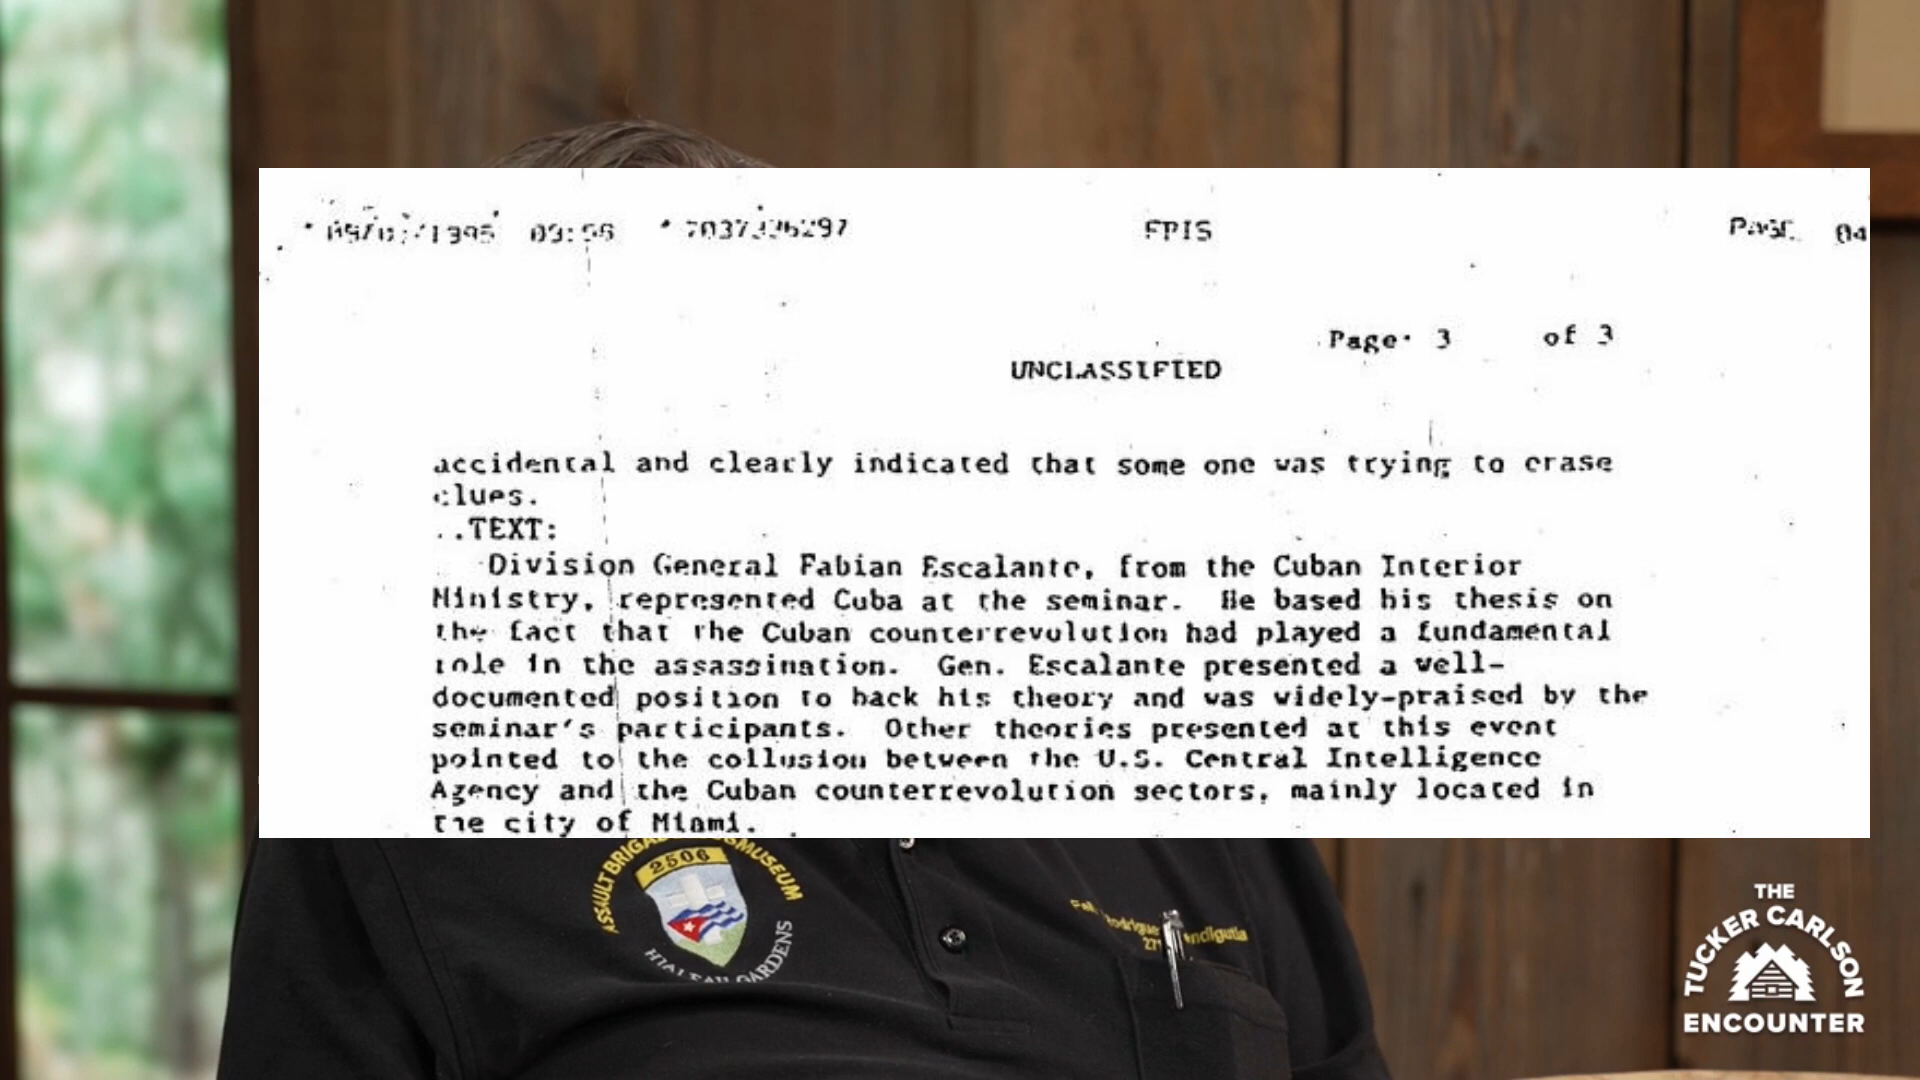 FPIS
PAGE 04
Page 3 of 3
UNCLASSIFIED
accidental and clearly indicated that some one was trying to erase
clues.
..TEXT:
Division General Fabian Escalante, from the Cuban Interior
Ministry, represented Cuba at the seminar. He based his thesis on
the fact that the Cuban counterrevolution had played a fundamental
role in the assassination. Gen. Escalante presented a well-
documented position to back his theory and was widely-praised by the
seminar's participants. Other theories presented at this event
pointed to the collusion between the U.S. Central Intelligence
Agency and the Cuban counterrevolution sectors, mainly located in
the city of Miami.
ASSAULT BRIGADE MUSEUM
2506
HIALEAH GARDENS
THE
TUCKER CARLSON
ENCOUNTER